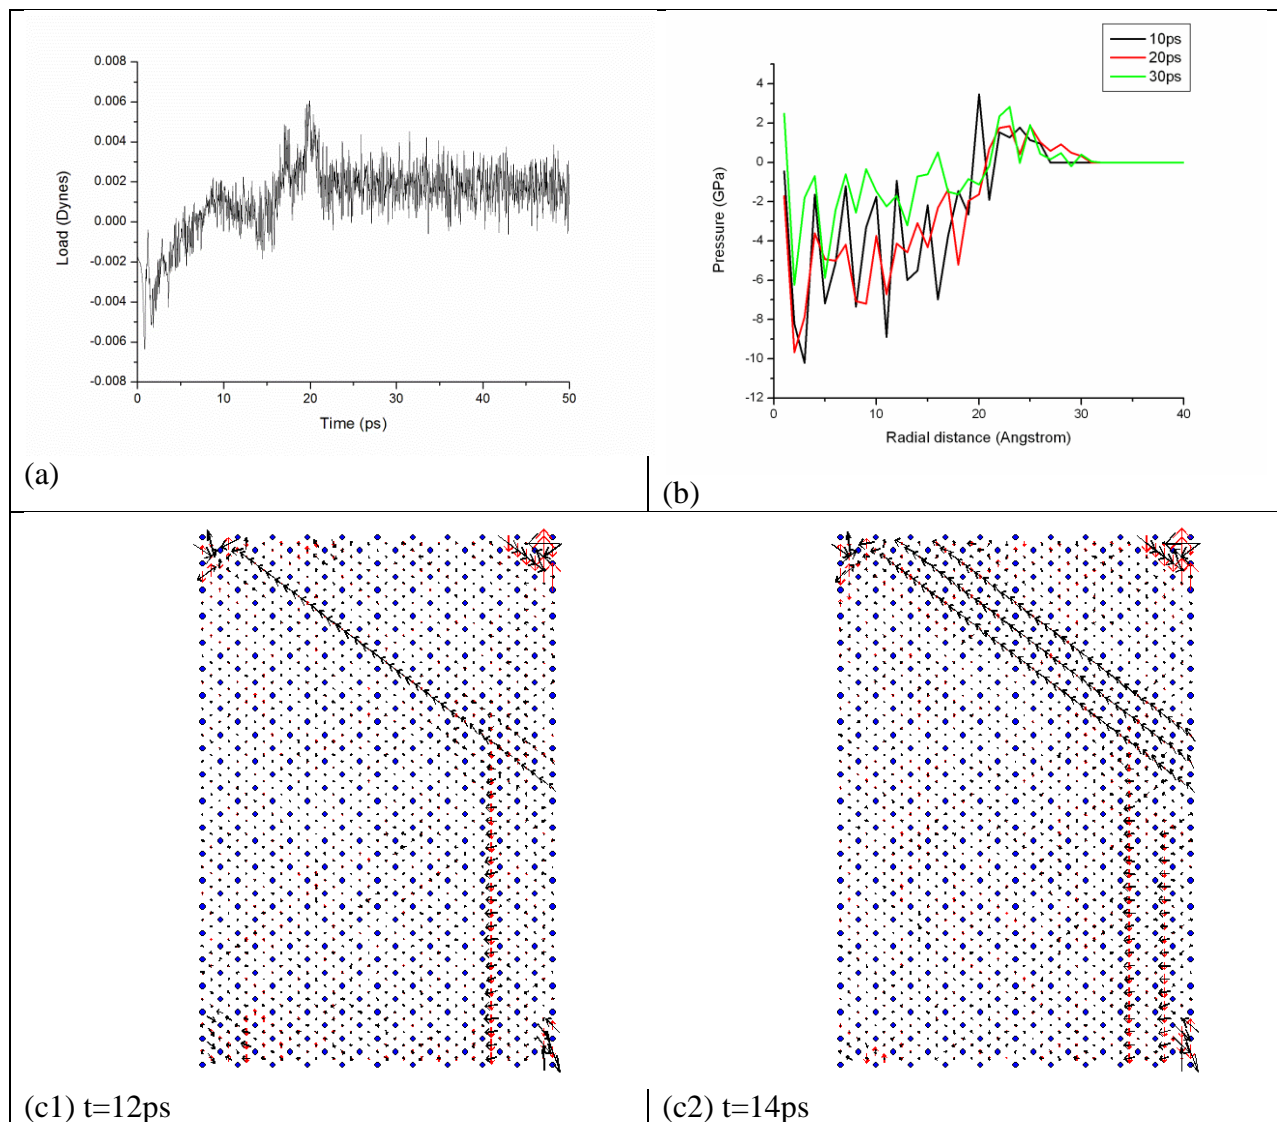 0.008
0.006
0.004
0.002
0.000
-0.002
-0.004
-0.006
-0.008
Load (Dynes)
0
10
20
30
40
50
Time (ps)
(a)
10ps
20ps
30ps
4
2
0
-2
-4
-6
-8
-10
-12
Pressure (GPa)
0
10
20
30
40
Radial distance (Angstrom)
(b)
(c1) t=12ps
(c2) t=14ps